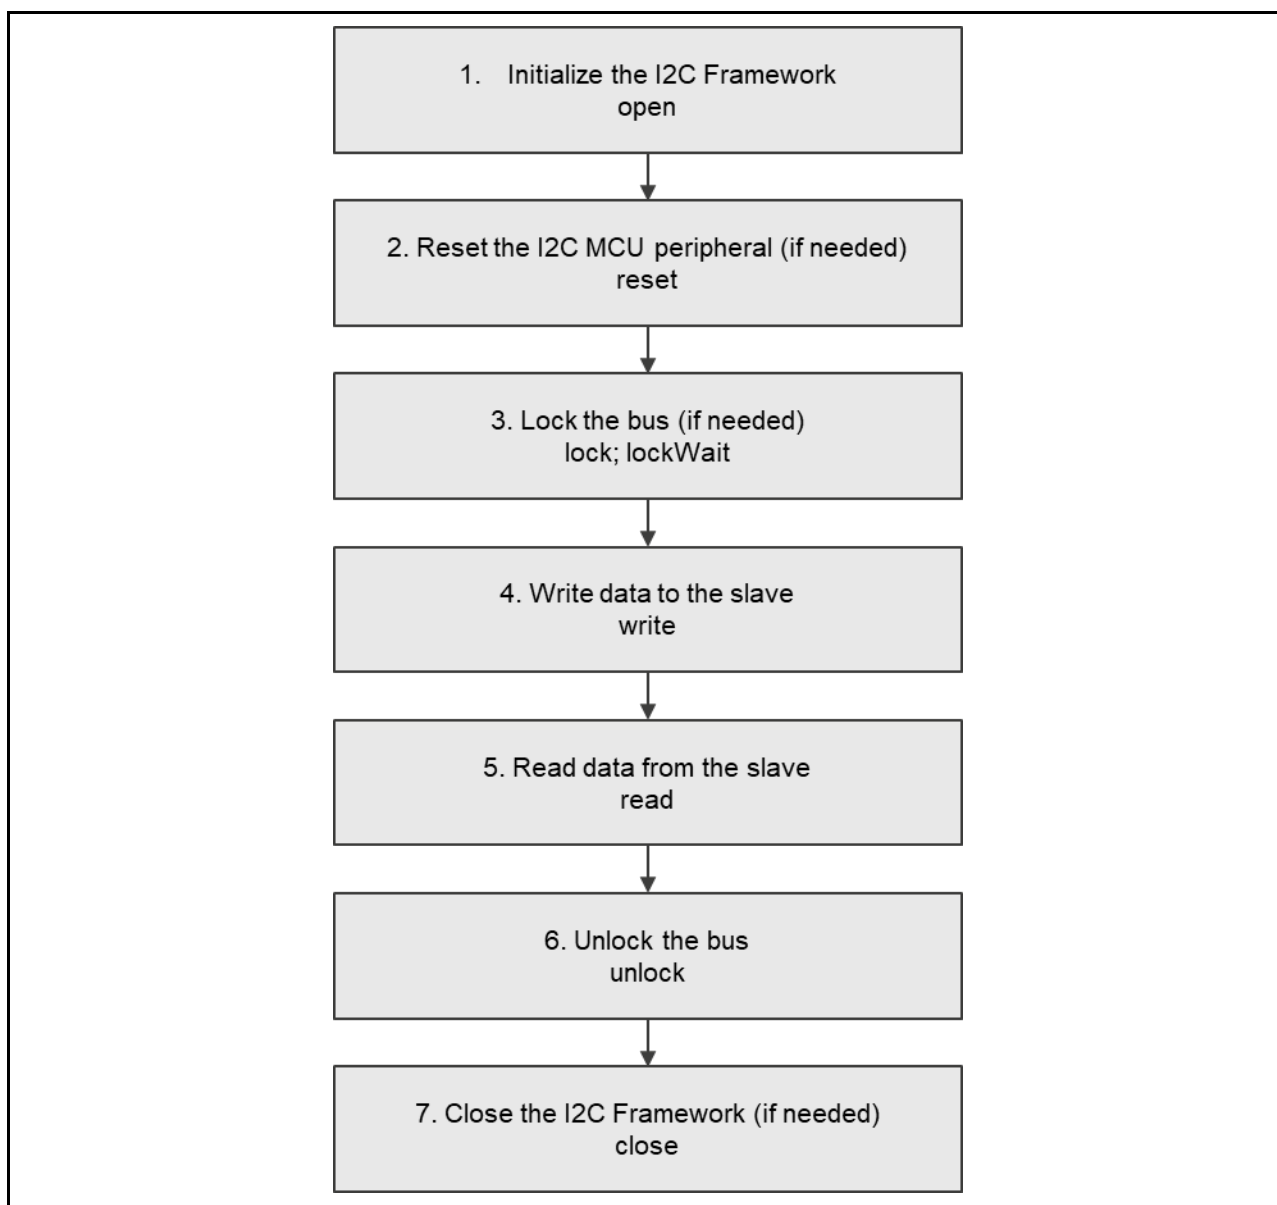 1. Initialize the I2C Framework
open
2. Reset the I2C MCU peripheral (if needed)
reset
3. Lock the bus (if needed)
lock; lockWait
4. Write data to the slave
write
5. Read data from the slave
read
6. Unlock the bus
unlock
7. Close the I2C Framework (if needed)
close